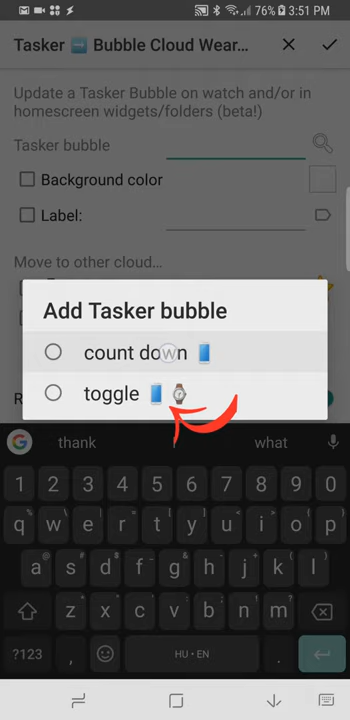 76% 3:51 PM
Tasker ➡ Bubble Cloud Wear...
Update a Tasker Bubble on watch and/or in
homescreen widgets/folders (beta!)
Tasker bubble
Background color
Label:
Move to other cloud...
Add Tasker bubble
count down
toggle
R
G thank I what
1 2 3 4 5 6 7 8 9 0
q w e r t y u i o p
a s d f g h j k l
z x c v b n m
?123 , HU • EN .